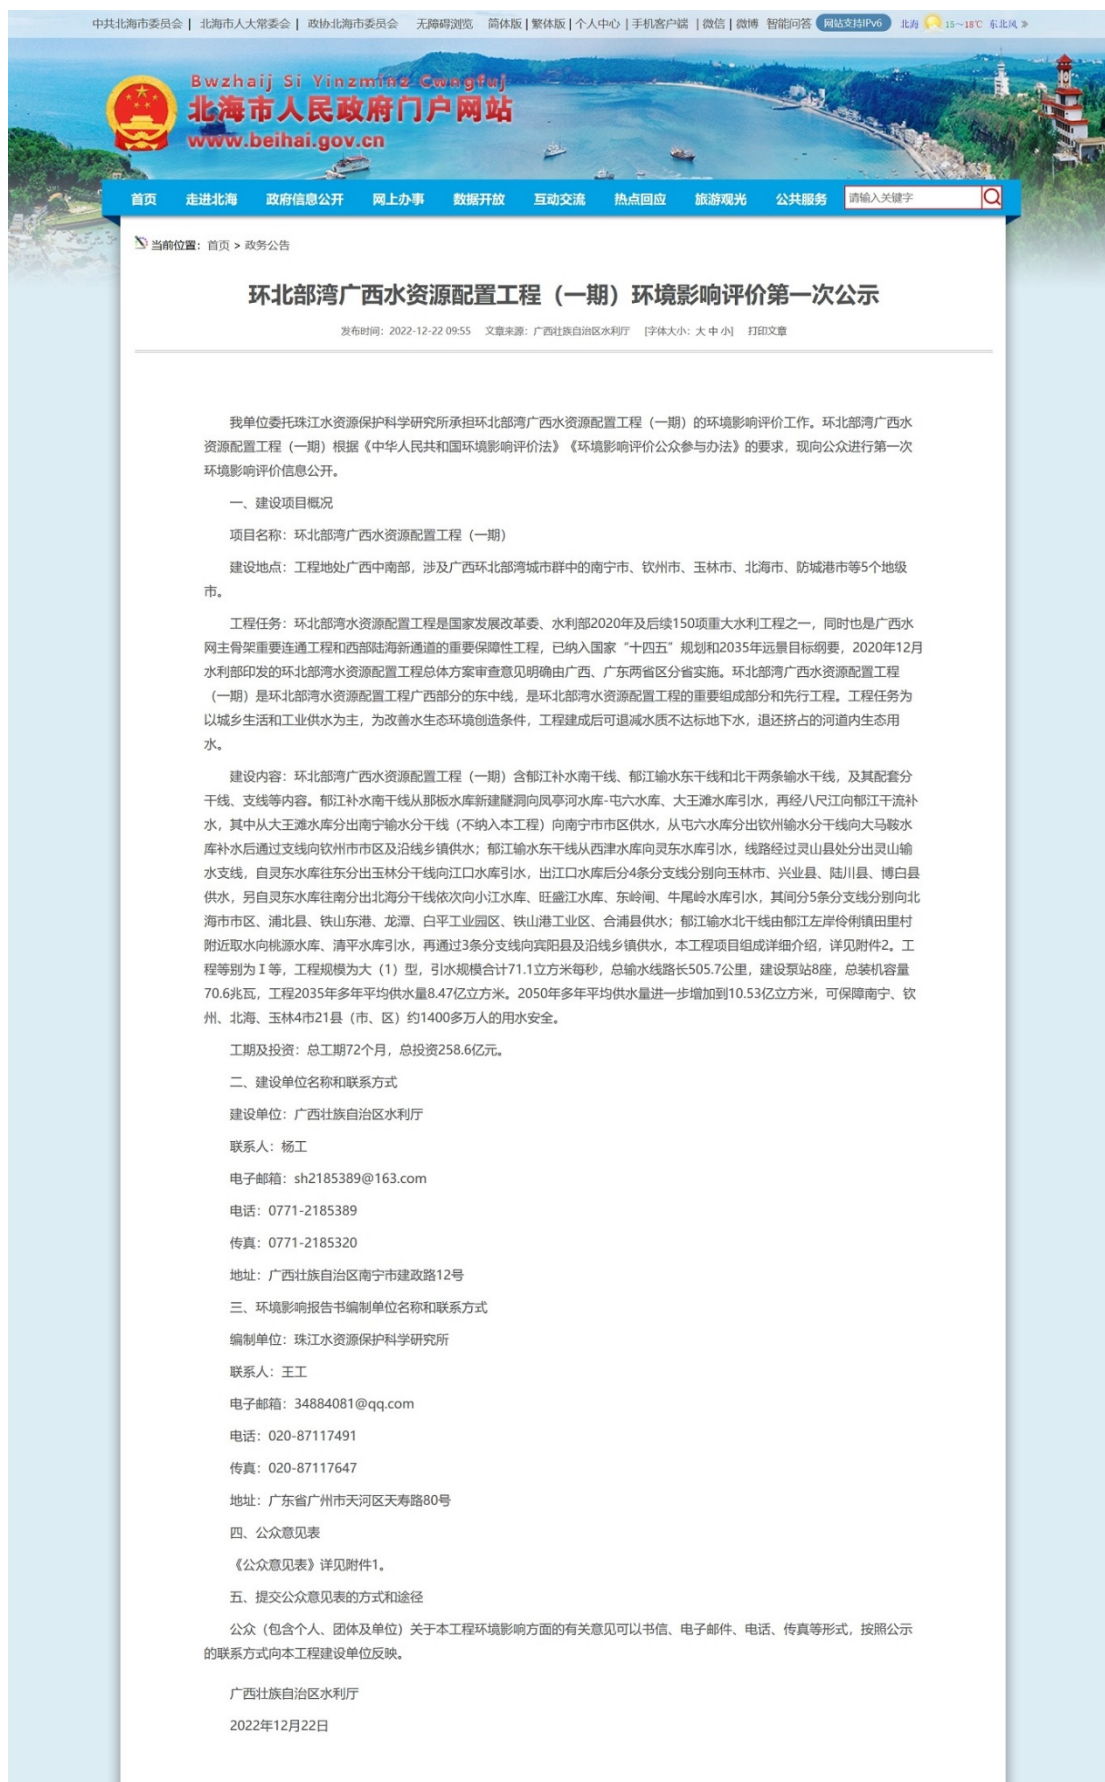 中共北海市委员会 | 北海市人大常委会 | 政协北海市委员会 无障碍浏览 简体版 | 繁体版 | 个人中心 | 手机客户端 | 微信 | 微博 智能问答 网站支持IPv6 北海 15～18℃ 东北风 »
Bwzhaij Si Yinzminz Cwngfuj
北海市人民政府门户网站
www.beihai.gov.cn
首页 走进北海 政府信息公开 网上办事 数据开放 互动交流 热点回应 旅游观光 公共服务 请输入关键字
当前位置：首页 > 政务公告
环北部湾广西水资源配置工程（一期）环境影响评价第一次公示
发布时间：2022-12-22 09:55 文章来源：广西壮族自治区水利厅 [字体大小：大 中 小] 打印文章
我单位委托珠江水资源保护科学研究所承担环北部湾广西水资源配置工程（一期）的环境影响评价工作。环北部湾广西水
资源配置工程（一期）根据《中华人民共和国环境影响评价法》《环境影响评价公众参与办法》的要求，现向公众进行第一次
环境影响评价信息公开。
一、建设项目概况
项目名称：环北部湾广西水资源配置工程（一期）
建设地点：工程地处广西中南部，涉及广西环北部湾城市群中的南宁市、钦州市、玉林市、北海市、防城港市等5个地级
市。
工程任务：环北部湾水资源配置工程是国家发展改革委、水利部2020年及后续150项重大水利工程之一，同时也是广西水
网主骨架重要连通工程和西部陆海新通道的重要保障性工程，已纳入国家“十四五”规划和2035年远景目标纲要，2020年12月
水利部印发的环北部湾水资源配置工程总体方案审查意见明确由广西、广东两省区分省实施。环北部湾广西水资源配置工程
（一期）是环北部湾水资源配置工程广西部分的东中线，是环北部湾水资源配置工程的重要组成部分和先行工程。工程任务为
以城乡生活和工业供水为主，为改善水生态环境创造条件，工程建成后可退减水质不达标地下水，退还挤占的河道内生态用
水。
建设内容：环北部湾广西水资源配置工程（一期）含郁江补水南干线、郁江输水东干线和北干两条输水干线，及其配套分
干线、支线等内容。郁江补水南干线从那板水库新建隧洞向凤亭河水库-屯六水库、大王滩水库引水，再经八尺江向郁江干流补
水，其中从大王滩水库分出南宁输水分干线（不纳入本工程）向南宁市市区供水，从屯六水库分出钦州输水分干线向大马鞍水
库补水后通过支线向钦州市市区及沿线乡镇供水；郁江输水东干线从西津水库向灵东水库引水，线路经过灵山县处分出灵山输
水支线，自灵东水库往东分出玉林分干线向江口水库引水，出江口水库后分4条分支线分别向玉林市、兴业县、陆川县、博白县
供水，另自灵东水库往南分出北海分干线依次向小江水库、旺盛江水库、东岭闸、牛尾岭水库引水，其间分5条分支线分别向北
海市市区、浦北县、铁山东港、龙潭、白平工业园区、铁山港工业区、合浦县供水；郁江输水北干线由郁江左岸伶俐镇田里村
附近取水向桃源水库、清平水库引水，再通过3条分支线向宾阳县及沿线乡镇供水，本工程项目组成详细介绍，详见附件2。工
程等别为Ⅰ等，工程规模为大（1）型，引水规模合计71.1立方米每秒，总输水线路长505.7公里，建设泵站8座，总装机容量
70.6兆瓦，工程2035年多年平均供水量8.47亿立方米。2050年多年平均供水量进一步增加到10.53亿立方米，可保障南宁、钦
州、北海、玉林4市21县（市、区）约1400多万人的用水安全。
工期及投资：总工期72个月，总投资258.6亿元。
二、建设单位名称和联系方式
建设单位：广西壮族自治区水利厅
联系人：杨工
电子邮箱：sh2185389@163.com
电话：0771-2185389
传真：0771-2185320
地址：广西壮族自治区南宁市建政路12号
三、环境影响报告书编制单位名称和联系方式
编制单位：珠江水资源保护科学研究所
联系人：王工
电子邮箱：34884081@qq.com
电话：020-87117491
传真：020-87117647
地址：广东省广州市天河区天寿路80号
四、公众意见表
《公众意见表》详见附件1。
五、提交公众意见表的方式和途径
公众（包含个人、团体及单位）关于本工程环境影响方面的有关意见可以书信、电子邮件、电话、传真等形式，按照公示
的联系方式向本工程建设单位反映。
广西壮族自治区水利厅
2022年12月22日